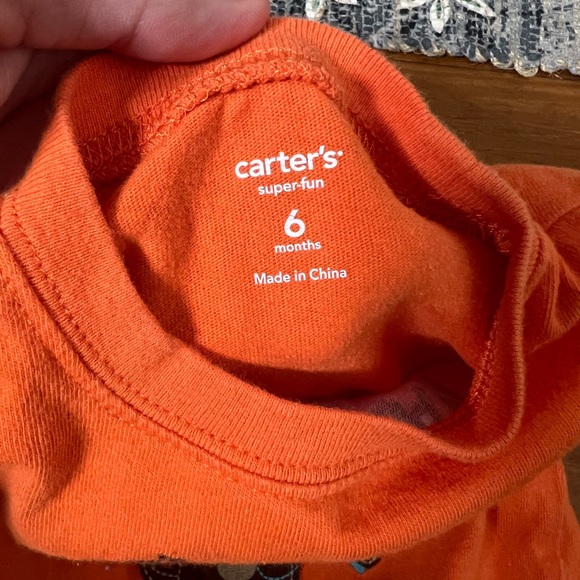 carter's
super-fun
6
months
Made in China